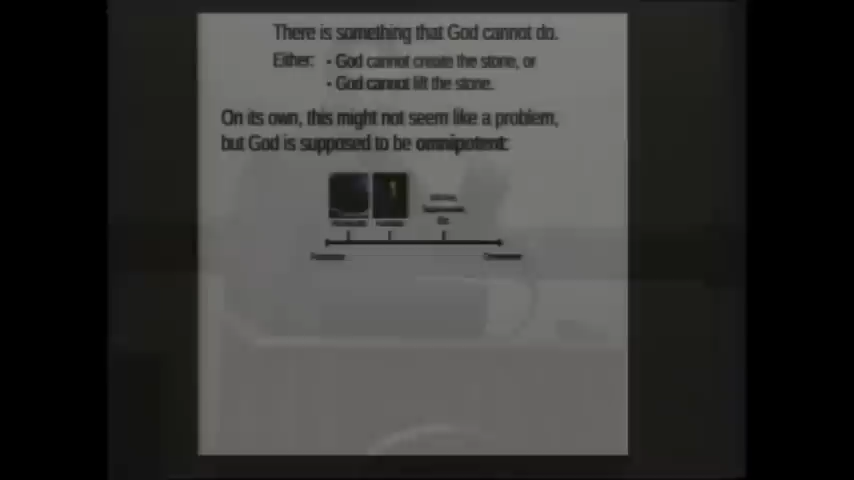 There is something that God cannot do.
Either: • God cannot create the stone, or
• God cannot lift the stone.
On its own, this might not seem like a problem,
but God is supposed to be omnipotent: